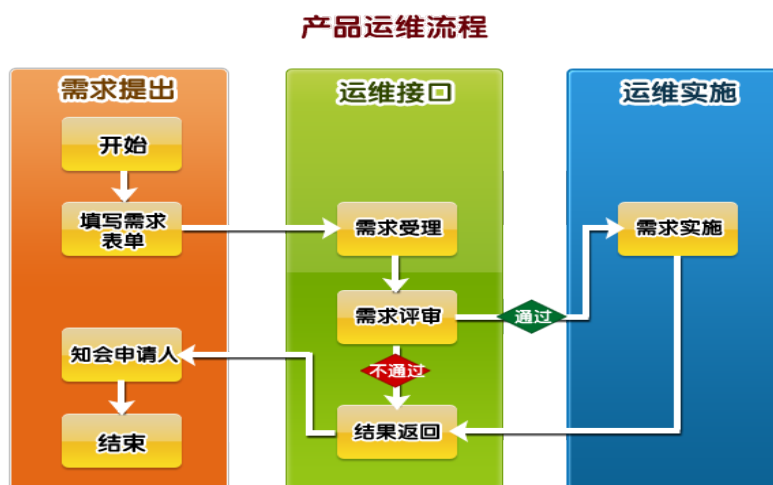 产品运维流程
需求提出
运维接口
运维实施
开始
填写需求
表单
需求受理
需求实施
需求评审
通过
不通过
知会申请人
结果返回
结束